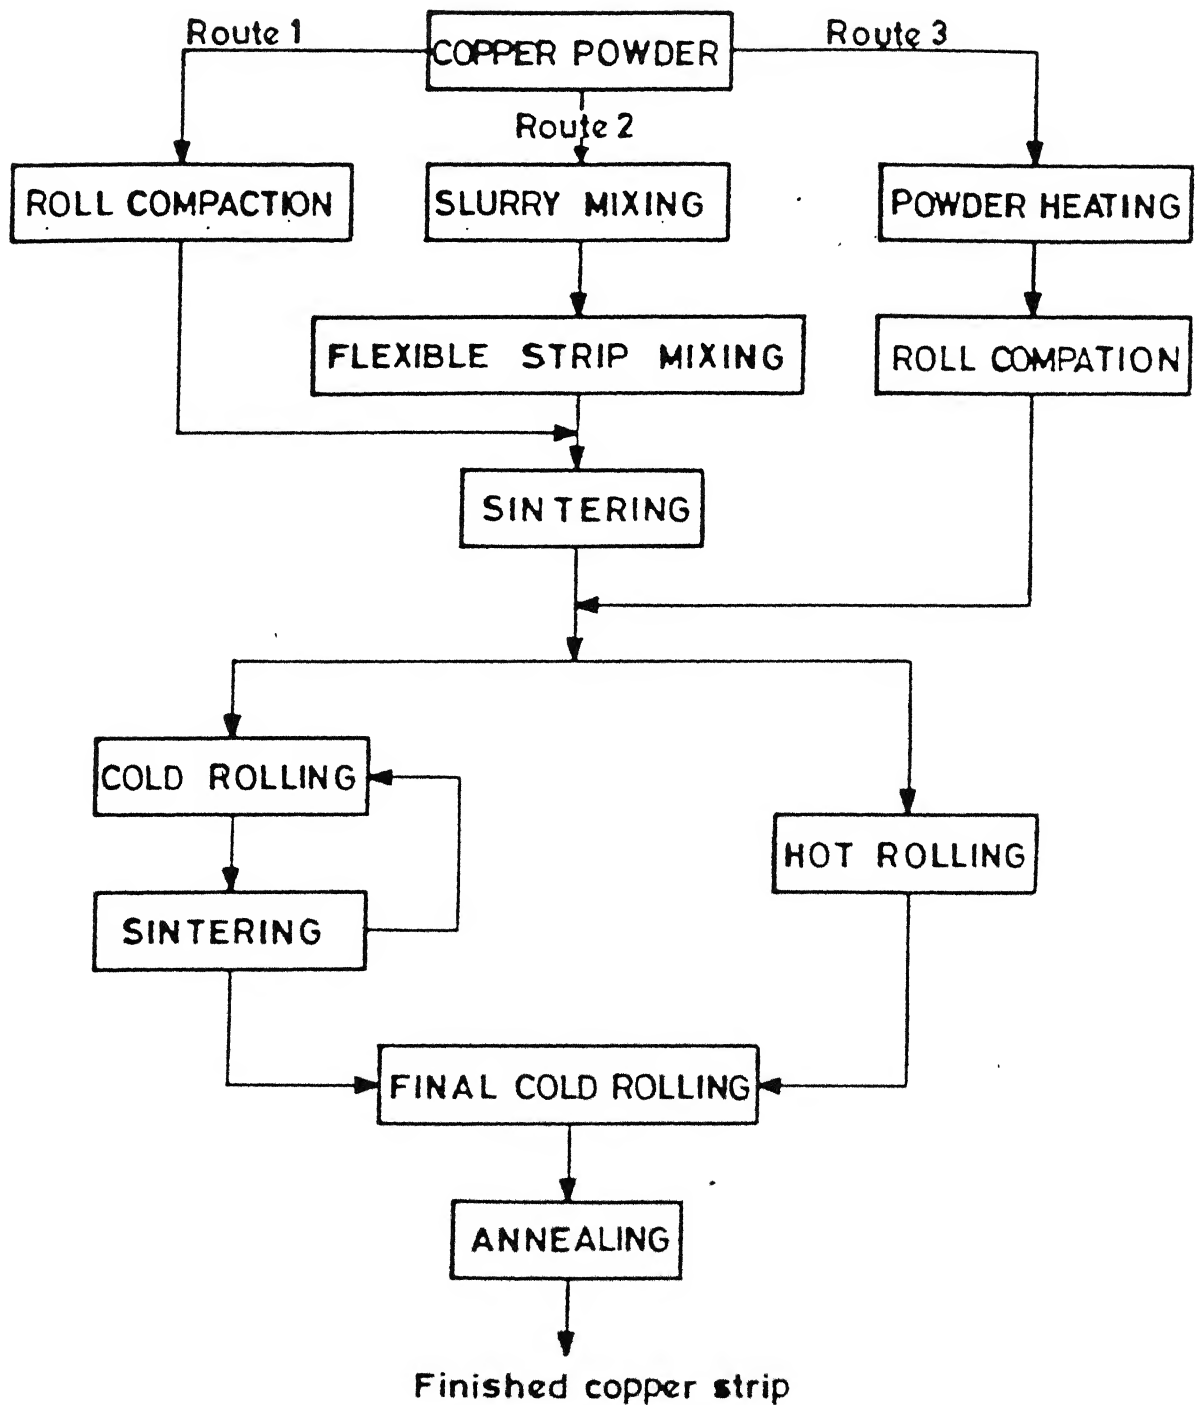 Route 1
COPPER POWDER
Route 3
Route 2
ROLL COMPACTION
SLURRY MIXING
POWDER HEATING
FLEXIBLE STRIP MIXING
ROLL COMPATION
SINTERING
COLD ROLLING
HOT ROLLING
SINTERING
FINAL COLD ROLLING
ANNEALING
Finished copper strip